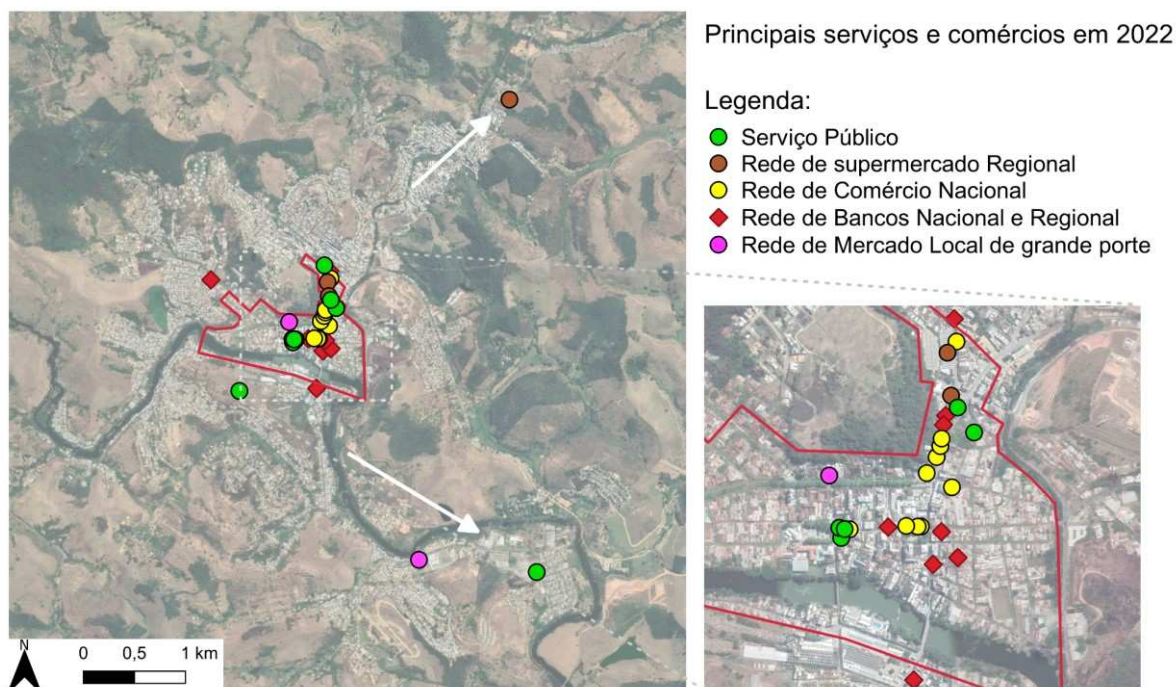 Principais serviços e comércios em 2022
Legenda:
Serviço Público
Rede de supermercado Regional
Rede de Comércio Nacional
Rede de Bancos Nacional e Regional
Rede de Mercado Local de grande porte
N
0 0,5 1 km